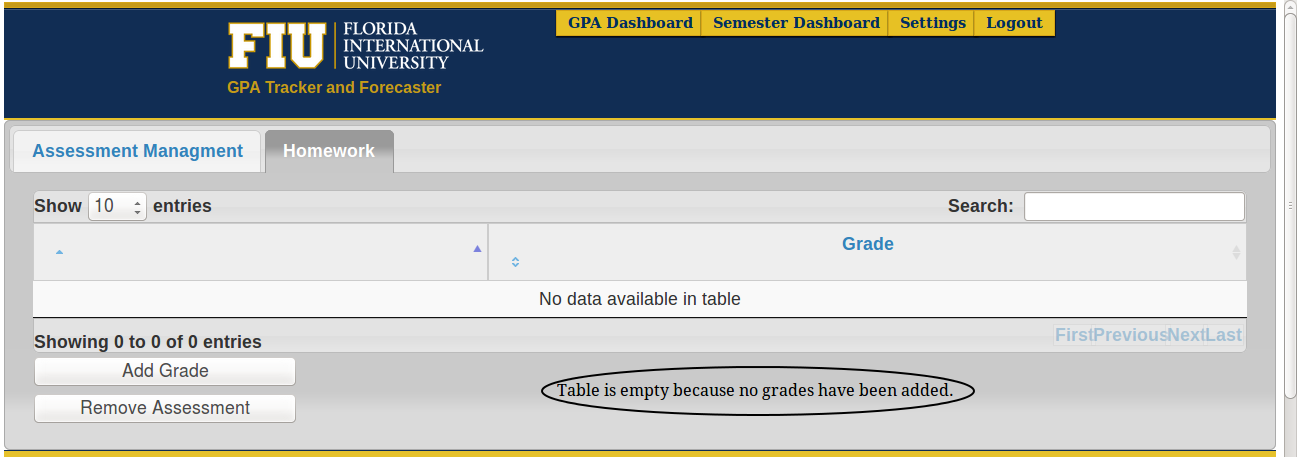 GPA Dashboard Semester Dashboard Settings Logout
FIU FLORIDA
INTERNATIONAL
UNIVERSITY
GPA Tracker and Forecaster
Assessment Managment Homework
Show 10 entries Search:
Grade
No data available in table
Showing 0 to 0 of 0 entries FirstPreviousNextLast
Add Grade
Table is empty because no grades have been added.
Remove Assessment